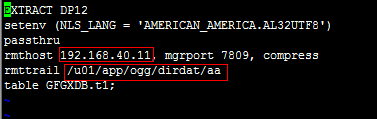 EXTRACT DP12
setenv (NLS_LANG = 'AMERICAN_AMERICA.AL32UTF8')
passthru
rmthost 192.168.40.11, mgrport 7809, compress
rmttrail /u01/app/ogg/dirdat/aa
table GFGXDB.t1;
~
~